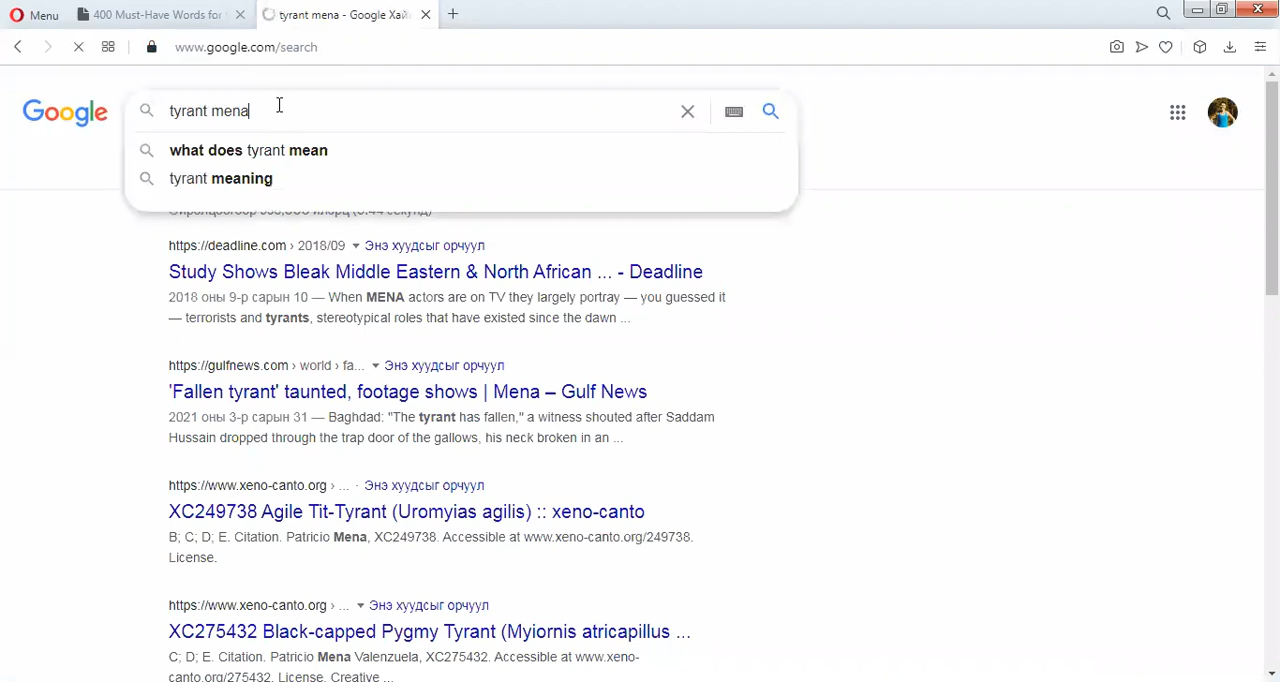 Menu
400 Must-Have Words for
tyrant mena - Google Хай
www.google.com/search
Google
tyrant mena
what does tyrant mean
tyrant meaning
https://deadline.com › 2018/09 Энэ хуудсыг орчуул
Study Shows Bleak Middle Eastern & North African ... - Deadline
2018 оны 9-р сарын 10 — When MENA actors are on TV they largely portray — you guessed it
— terrorists and tyrants, stereotypical roles that have existed since the dawn ...
https://gulfnews.com › world › fa... Энэ хуудсыг орчуул
'Fallen tyrant' taunted, footage shows | Mena – Gulf News
2021 оны 3-р сарын 31 — Baghdad: "The tyrant has fallen," a witness shouted after Saddam
Hussain dropped through the trap door of the gallows, his neck broken in an ...
https://www.xeno-canto.org › ... · Энэ хуудсыг орчуул
XC249738 Agile Tit-Tyrant (Uromyias agilis) :: xeno-canto
B; C; D; E. Citation. Patricio Mena, XC249738. Accessible at www.xeno-canto.org/249738.
License.
https://www.xeno-canto.org › ... Энэ хуудсыг орчуул
XC275432 Black-capped Pygmy Tyrant (Myiornis atricapillus ...
C; D; E. Citation. Patricio Mena Valenzuela, XC275432. Accessible at www.xeno-
canto.org/275432. License. Creative ...